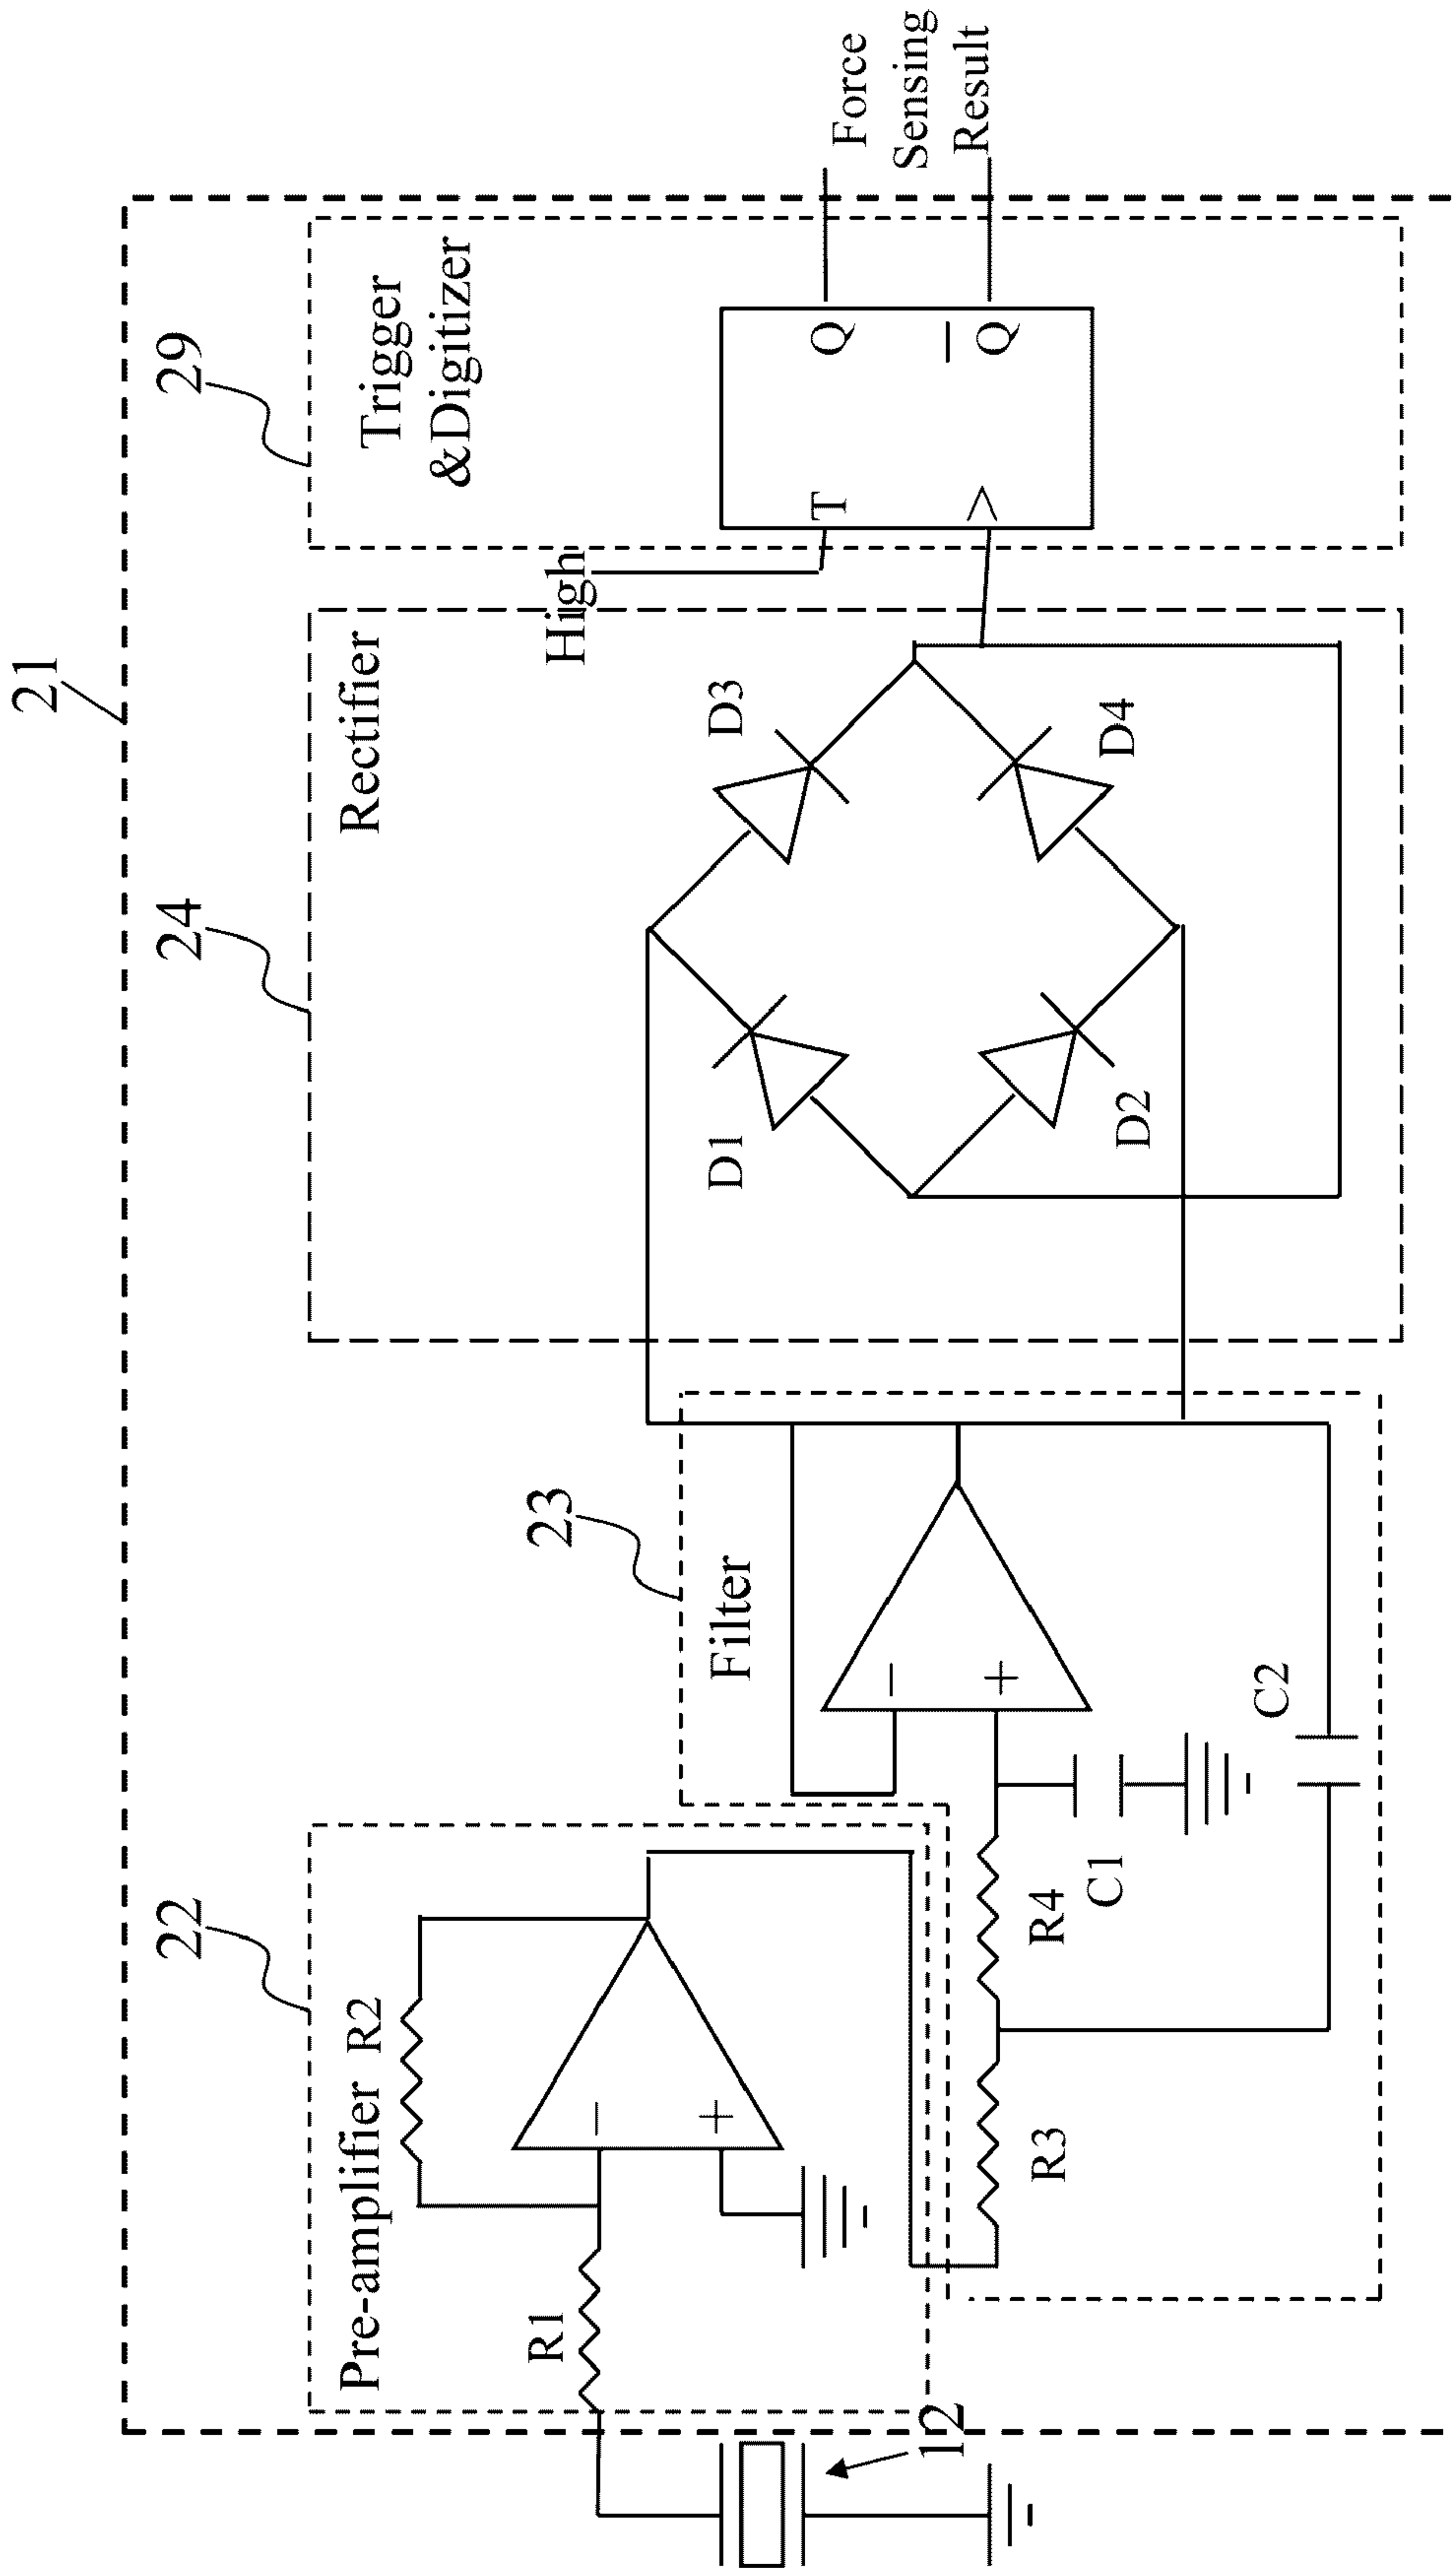 21
22
Pre-amplifier
R2
R1
−
+
12
23
Filter
−
+
R3
R4
C1
C2
24
Rectifier
D1
D3
D2
D4
29
Trigger
&Digitizer
High
T
>
Q
Q̅
Force
Sensing
Result